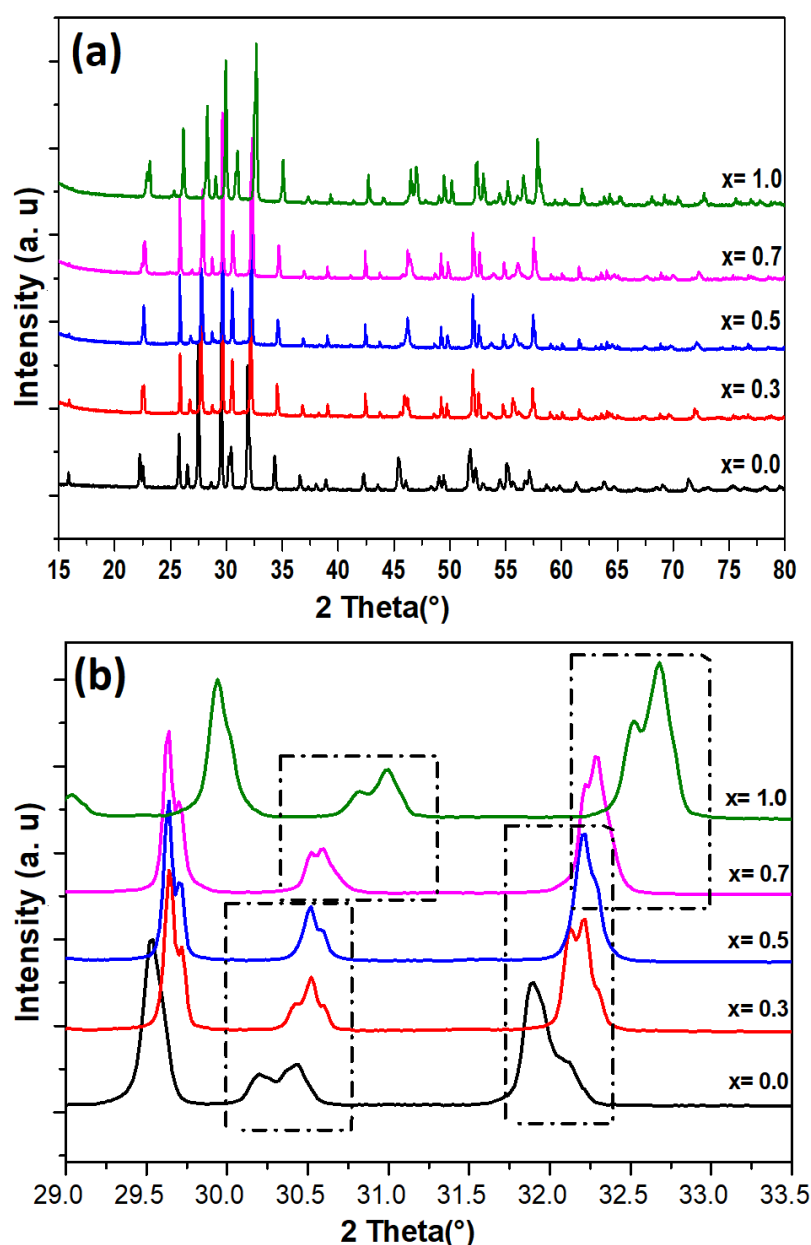 (a)
Intensity (a. u)
x= 1.0
x= 0.7
x= 0.5
x= 0.3
x= 0.0
15 20 25 30 35 40 45 50 55 60 65 70 75 80
2 Theta(°)
(b)
Intensity (a. u)
x= 1.0
x= 0.7
x= 0.5
x= 0.3
x= 0.0
29.0 29.5 30.0 30.5 31.0 31.5 32.0 32.5 33.0 33.5
2 Theta(°)